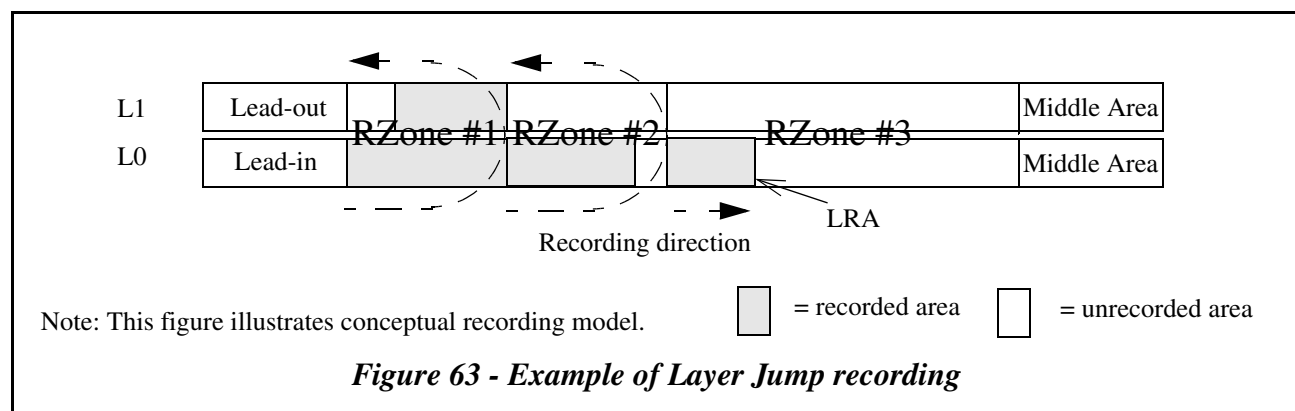 L1
Lead-out
Middle Area
RZone #1
RZone #2
RZone #3
L0
Lead-in
Middle Area
LRA
Recording direction
= recorded area
= unrecorded area
Note: This figure illustrates conceptual recording model.
Figure 63 - Example of Layer Jump recording